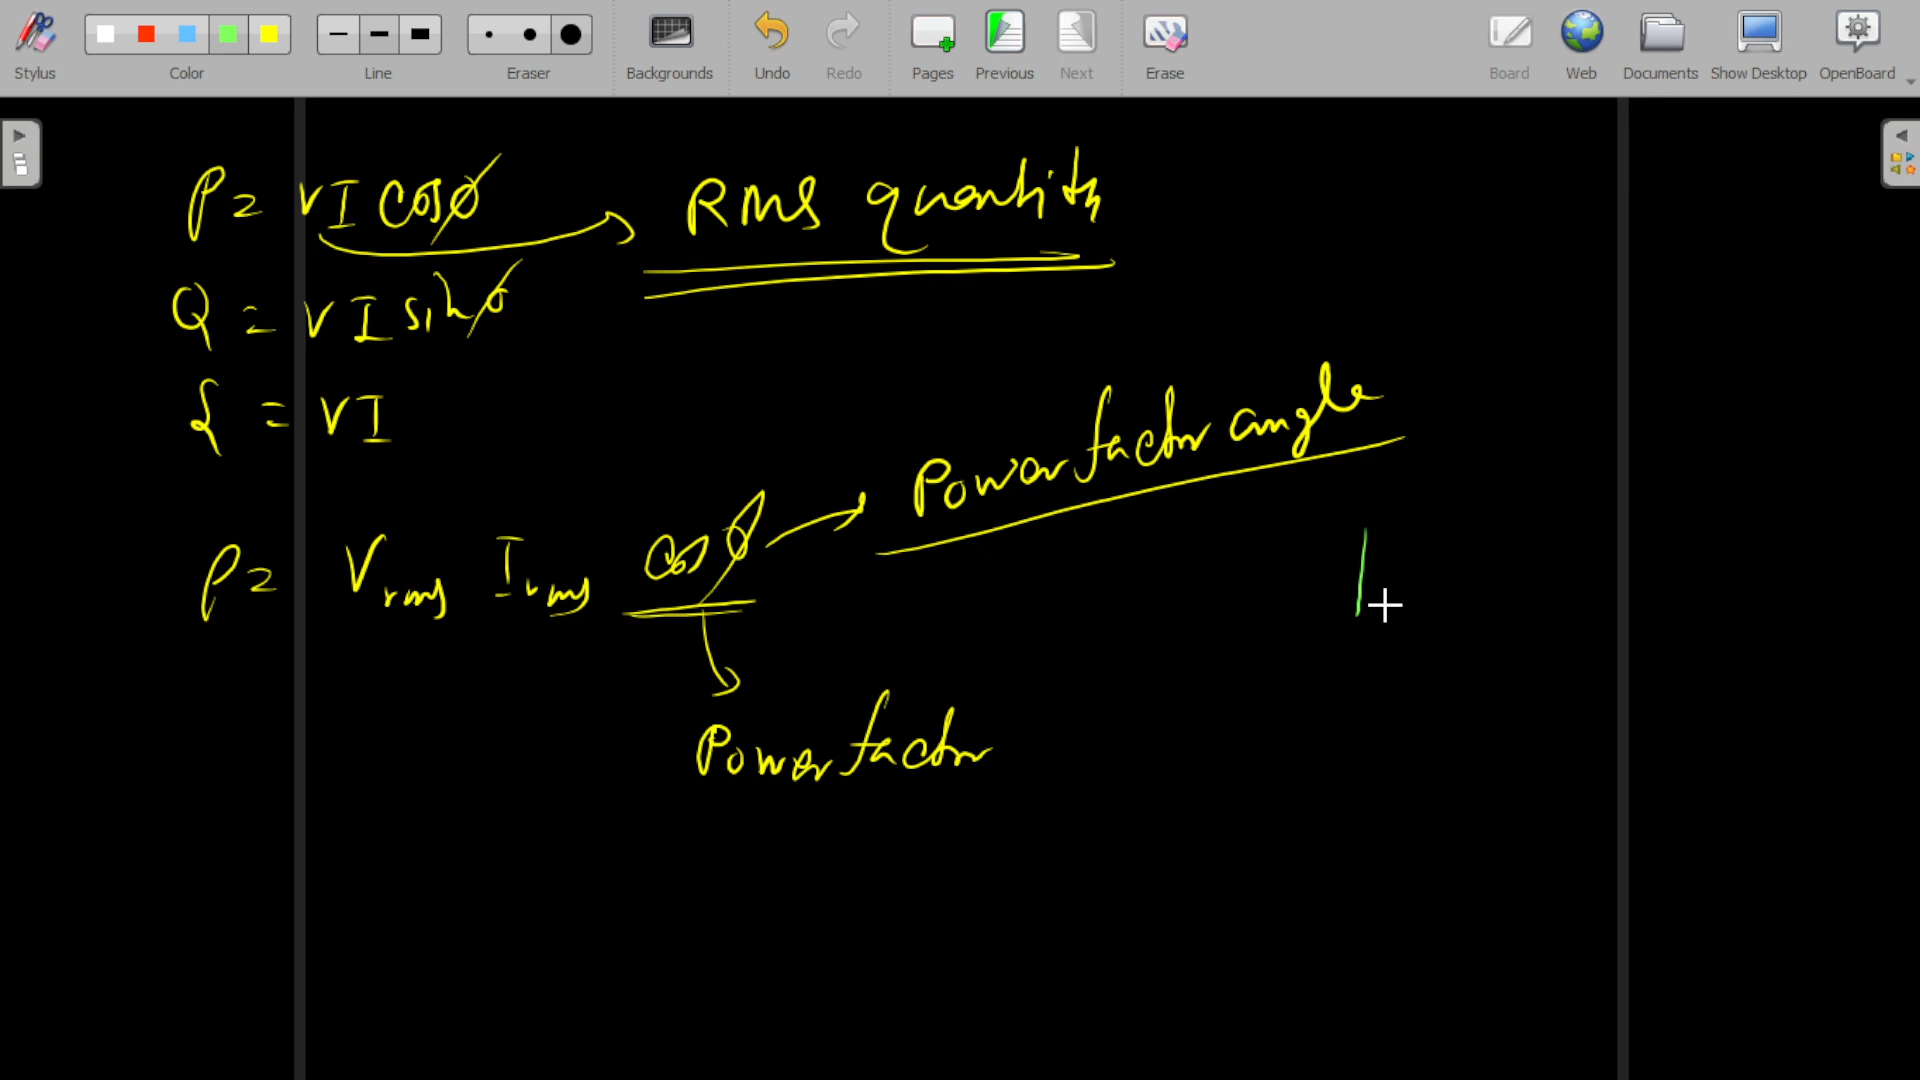 Stylus Color Line Eraser Backgrounds Undo Redo Pages Previous Next Erase Board Web Documents Show Desktop OpenBoard
P = VI cosϕ
Rms quantity
Q = VI sinϕ
S = VI
Power factor angle
P = Vrms Irms cosϕ
Power factor